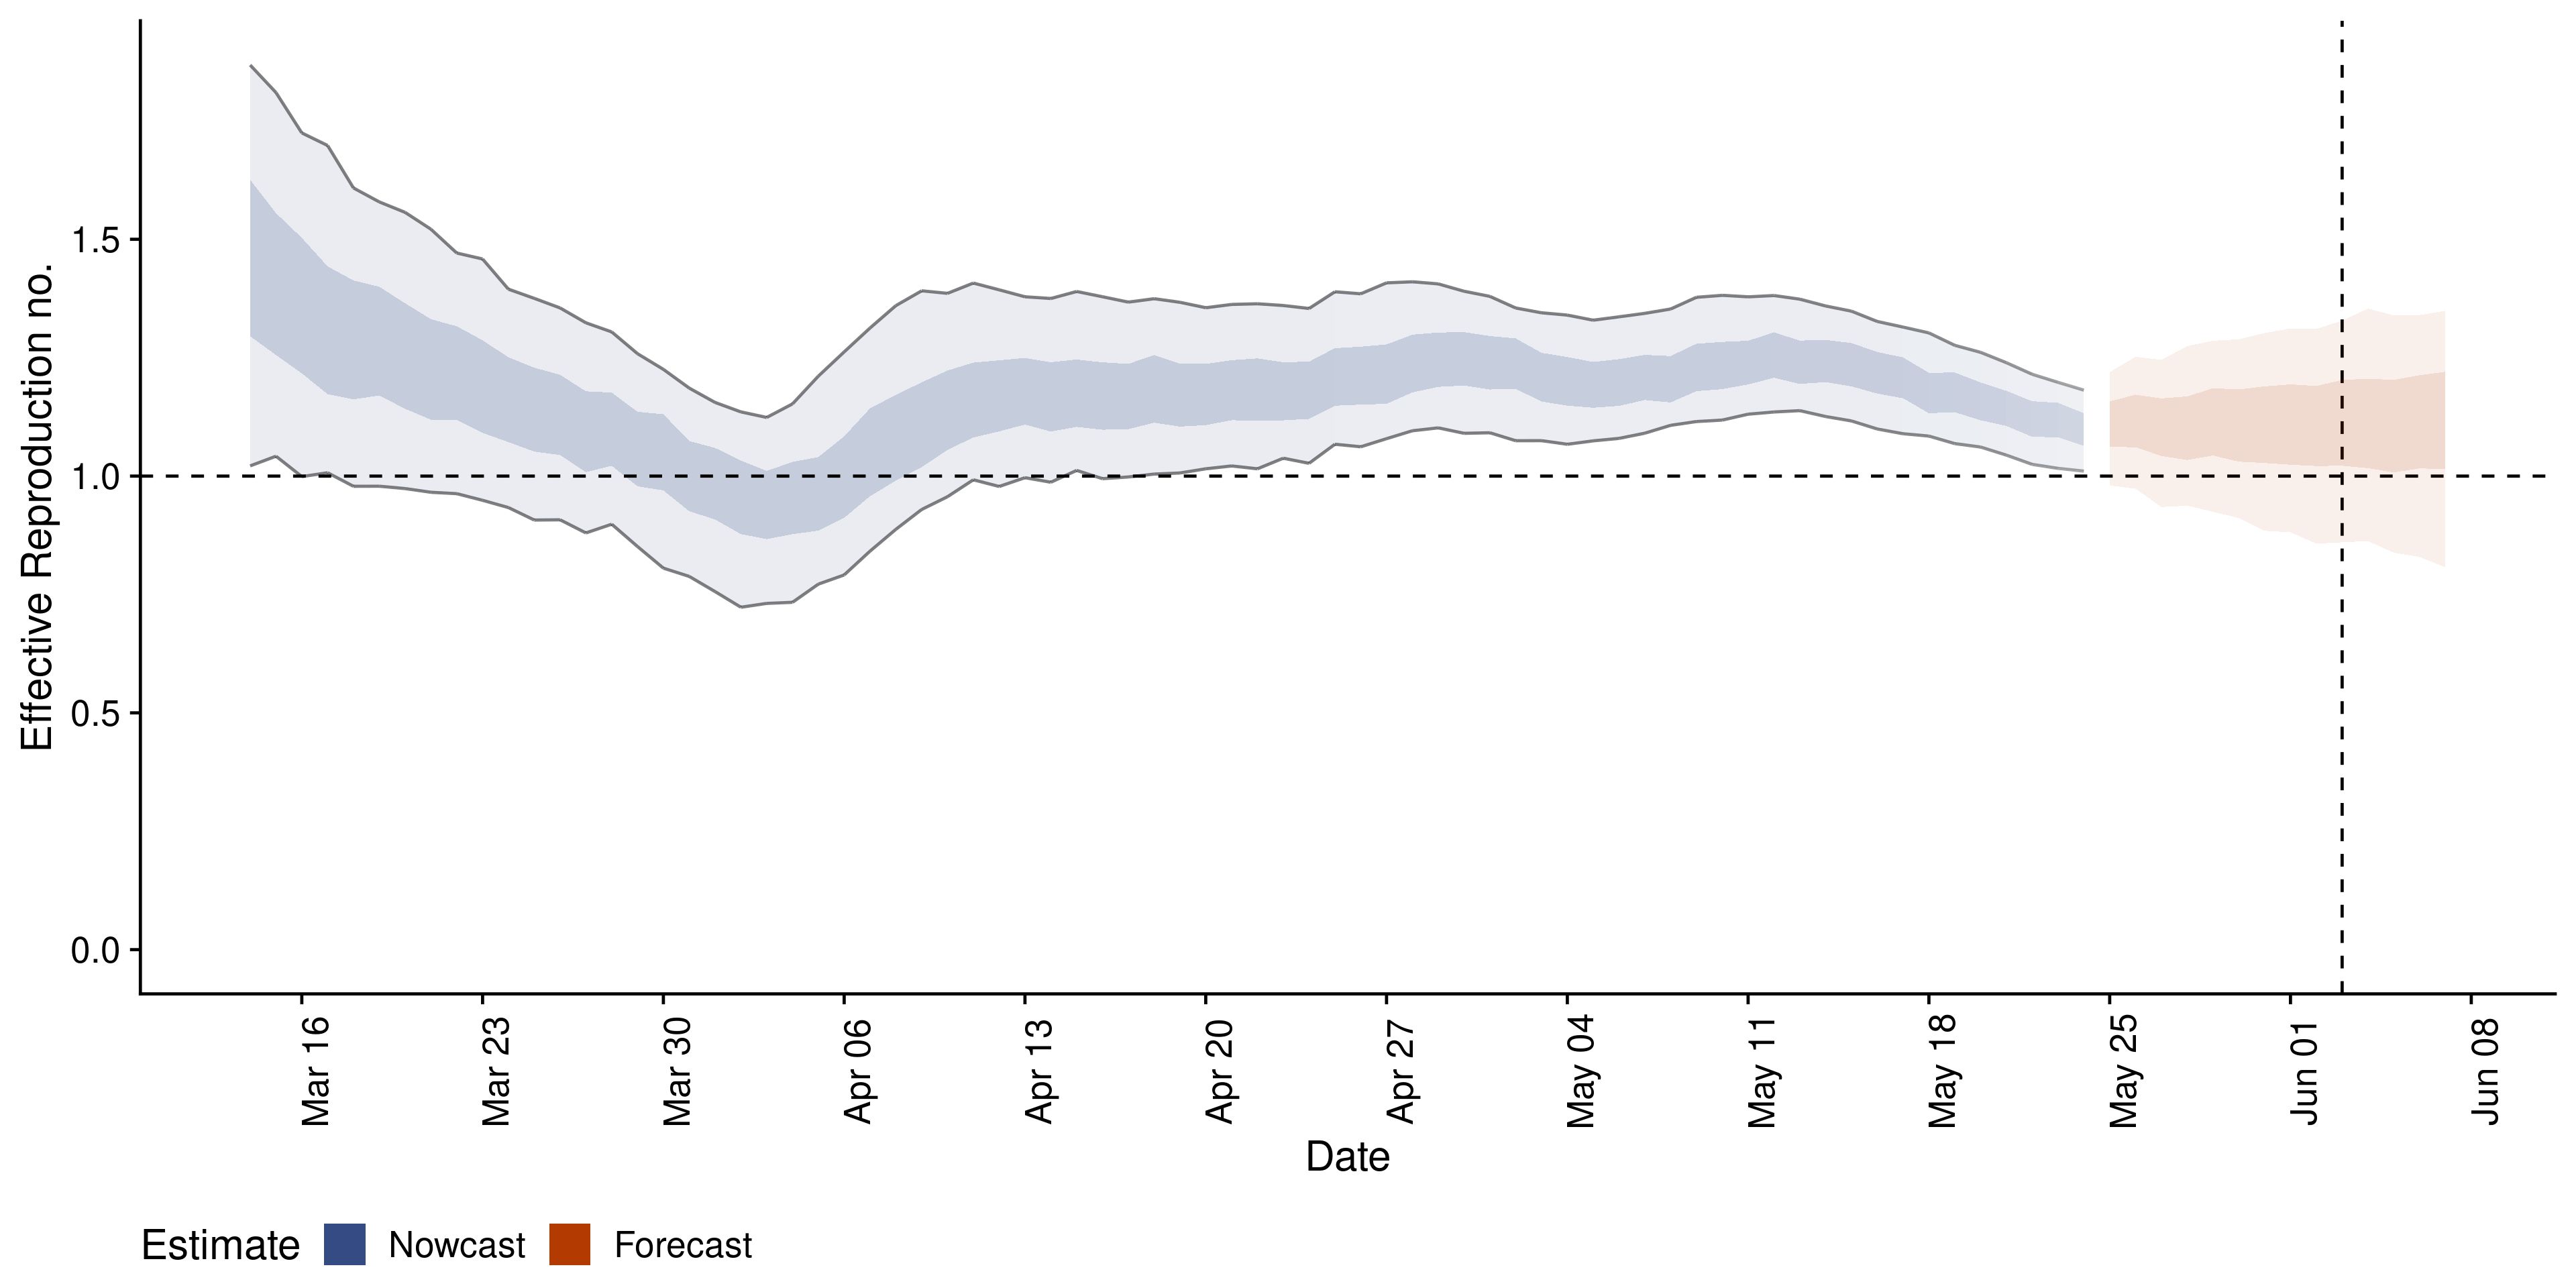 Effective Reproduction no.
1.5
1.0
0.5
0.0
Mar 16
Mar 23
Mar 30
Apr 06
Apr 13
Apr 20
Apr 27
May 04
May 11
May 18
May 25
Jun 01
Jun 08
Date
Estimate Nowcast Forecast